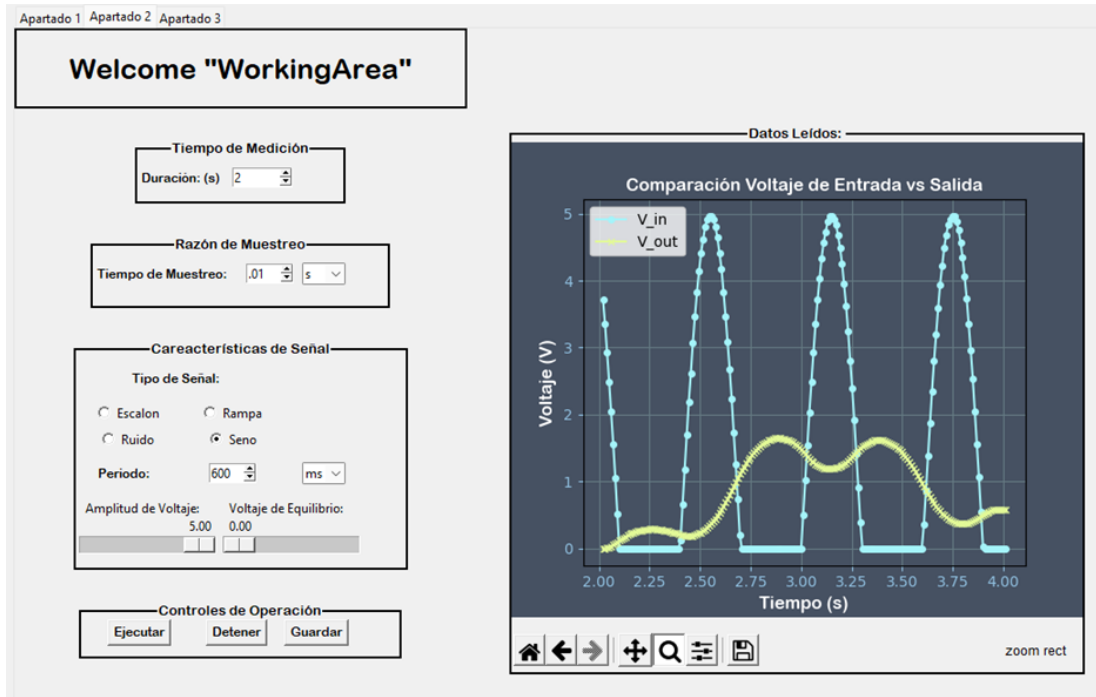 Apartado 1 Apartado 2 Apartado 3
Welcome "WorkingArea"
Tiempo de Medición
Duración: (s) 2
Razón de Muestreo
Tiempo de Muestreo: .01 s
Careacterísticas de Señal
Tipo de Señal:
Escalon Rampa
Ruido Seno
Periodo: 600 ms
Amplitud de Voltaje: Voltaje de Equilibrio:
5.00 0.00
Controles de Operación
Ejecutar Detener Guardar
Datos Leídos:
Comparación Voltaje de Entrada vs Salida
V_in
V_out
Voltaje (V)
5
4
3
2
1
0
2.00 2.25 2.50 2.75 3.00 3.25 3.50 3.75 4.00
Tiempo (s)
zoom rect